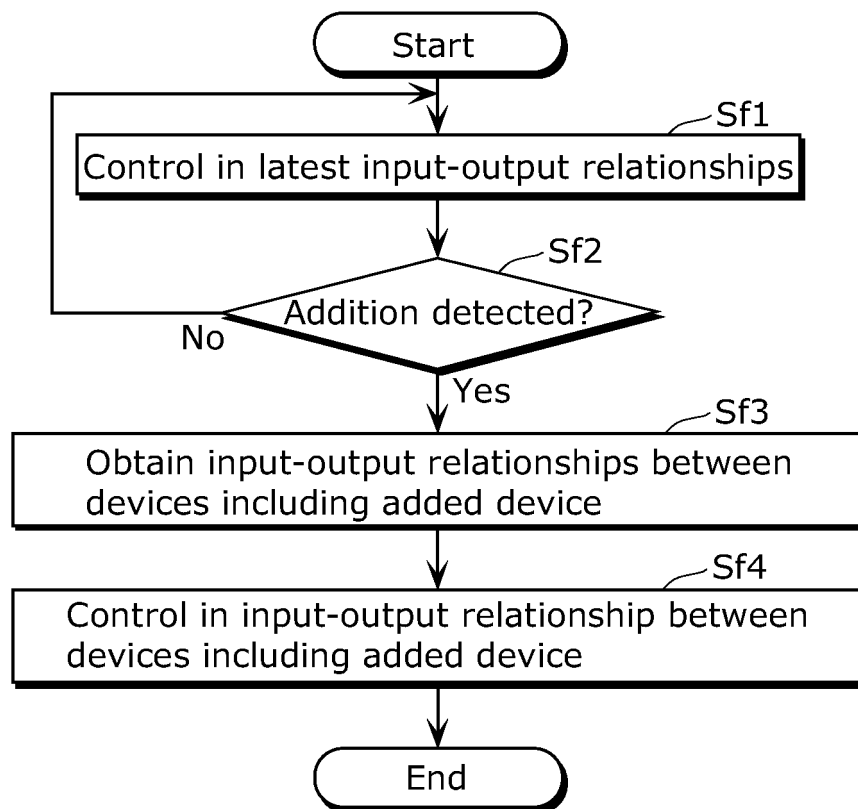 Start
Sf1
Control in latest input-output relationships
Sf2
Addition detected?
No
Yes
Sf3
Obtain input-output relationships between
devices including added device
Sf4
Control in input-output relationship between
devices including added device
End